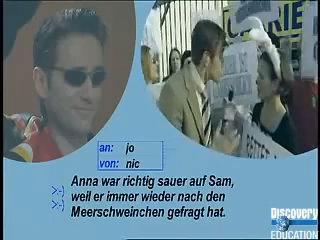 an: jo
von: nic
Anna war richtig sauer auf Sam,
weil er immer wieder nach den
Meerschweinchen gefragt hat.
Discovery
EDUCATION